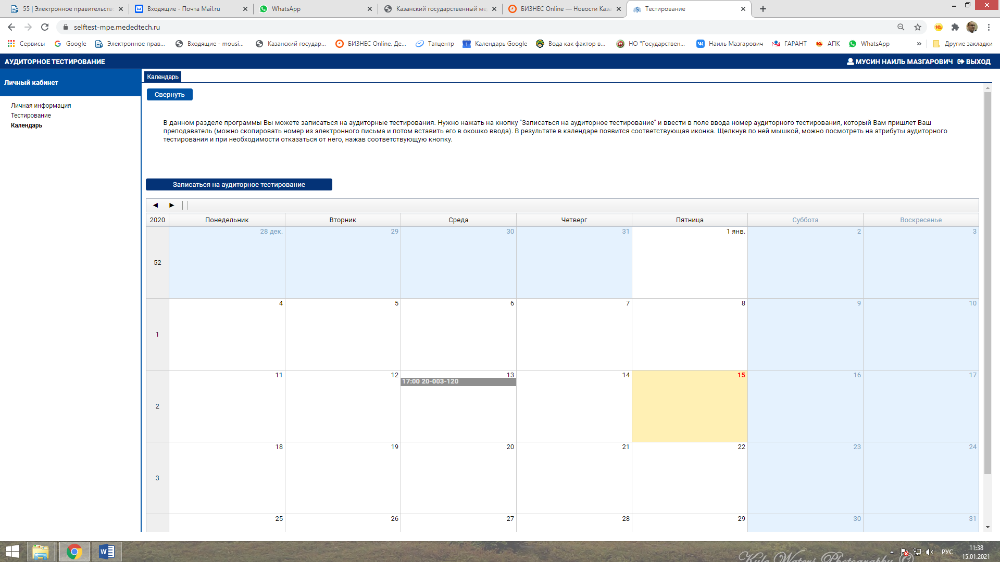 55 | Электронное правительство
Входящие - Почта Mail.ru
WhatsApp
Казанский государственный ме
БИЗНЕС Online — Новости Каза
Тестирование
selftest-mpe.mededtech.ru
Сервисы
Google
Электронное прав...
Входящие - mousi...
Казанский государ...
БИЗНЕС Online. Де...
Татцентр
Календарь Google
Вода как фактор в...
НО "Государствен...
Наиль Мазгарович
ГАРАНТ
АПК
WhatsApp
»
Другие закладки
АУДИТОРНОЕ ТЕСТИРОВАНИЕ
МУСИН НАИЛЬ МАЗГАРОВИЧ
ВЫХОД
Личный кабинет
Личная информация
Тестирование
Календарь
Календарь
Свернуть
В данном разделе программы Вы можете записаться на аудиторные тестирования. Нужно нажать на кнопку "Записаться на аудиторное тестирование" и ввести в поле ввода номер аудиторного тестирования, который Вам пришлет Ваш
преподаватель (можно скопировать номер из электронного письма и потом вставить его в окошко ввода). В результате в календаре появится соответствующая иконка. Щелкнув по ней мышкой, можно посмотреть на атрибуты аудиторного
тестирования и при необходимости отказаться от него, нажав соответствующую кнопку.
Записаться на аудиторное тестирование
2020 Понедельник Вторник Среда Четверг Пятница Суббота Воскресенье
28 дек. 29 30 31 1 янв. 2 3
52
4 5 6 7 8 9 10
1
11 12 13 14 15 16 17
17:00 20-003-120
2
18 19 20 21 22 23 24
3
25 26 27 28 29 30 31
Kyle Waters Photography ©
РУС
11:38
15.01.2021